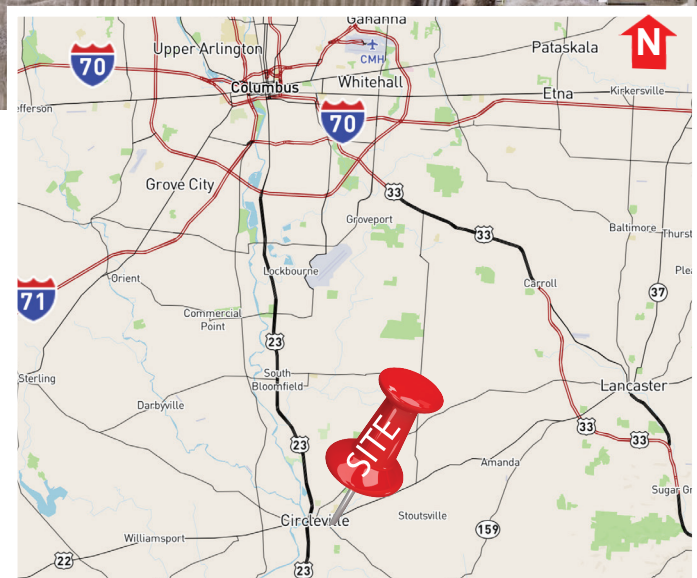 Gahanna
N
Upper Arlington
CMH
Pataskala
70
Columbus
Whitehall
Etna
Kirkersville
efferson
70
Grove City
33
Groveport
33
Baltimore
Thurst
Lockbourne
Orient
Carroll
Plea
37
71
Commercial
Point
23
South
Bloomfield
Sterling
Lancaster
Darbyville
SITE
33
33
23
Amanda
Sugar Gr
Circleville
Stoutsville
159
Williamsport
22
23